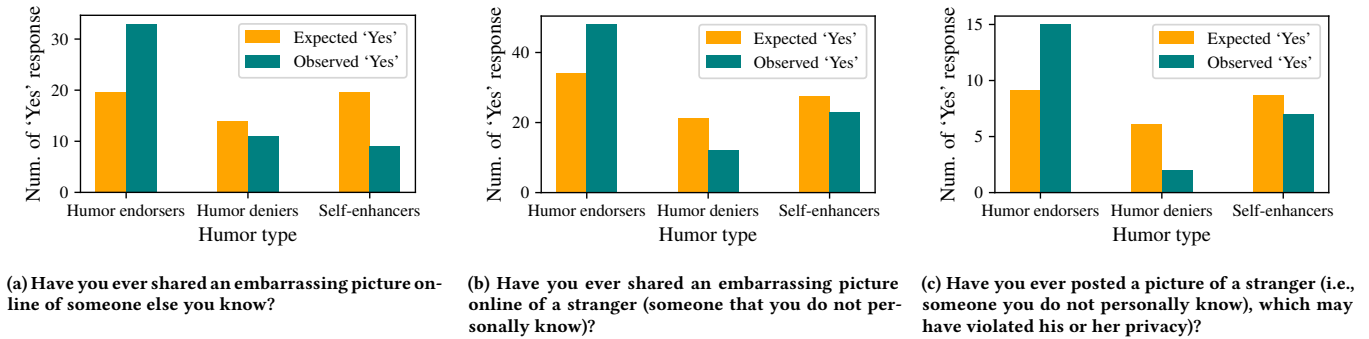 Num. of ‘Yes’ response
30
20
10
0
Expected ‘Yes’
Observed ‘Yes’
Humor endorsers Humor deniers Self-enhancers
Humor type
(a) Have you ever shared an embarrassing picture on-
line of someone else you know?
Num. of ‘Yes’ response
40
20
0
Expected ‘Yes’
Observed ‘Yes’
Humor endorsers Humor deniers Self-enhancers
Humor type
(b) Have you ever shared an embarrassing picture
online of a stranger (someone that you do not per-
sonally know)?
Num. of ‘Yes’ response
15
10
5
0
Expected ‘Yes’
Observed ‘Yes’
Humor endorsers Humor deniers Self-enhancers
Humor type
(c) Have you ever posted a picture of a stranger (i.e.,
someone you do not personally know), which may
have violated his or her privacy)?